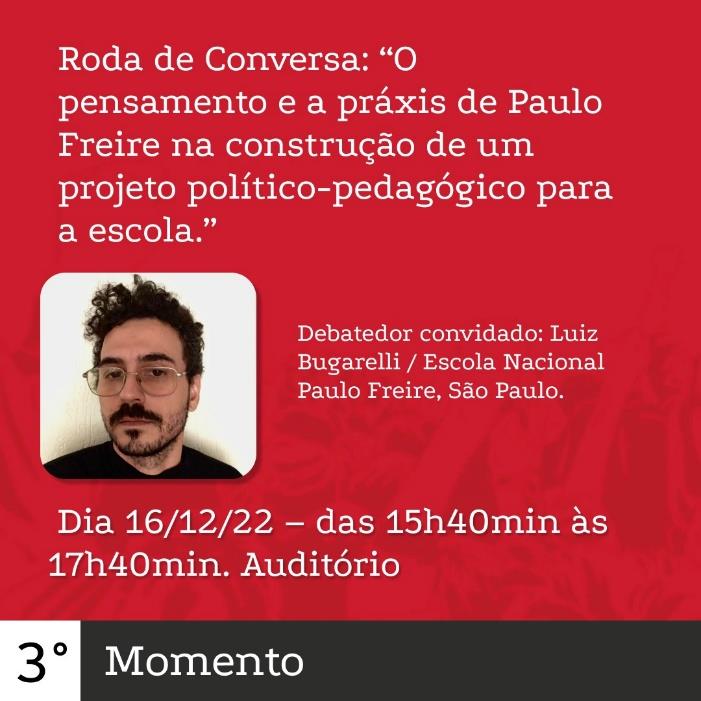 Roda de Conversa: “O
pensamento e a práxis de Paulo
Freire na construção de um
projeto político-pedagógico para
a escola.”
Debatedor convidado: Luiz
Bugarelli / Escola Nacional
Paulo Freire, São Paulo.
Dia 16/12/22 – das 15h40min às
17h40min. Auditório
3° Momento